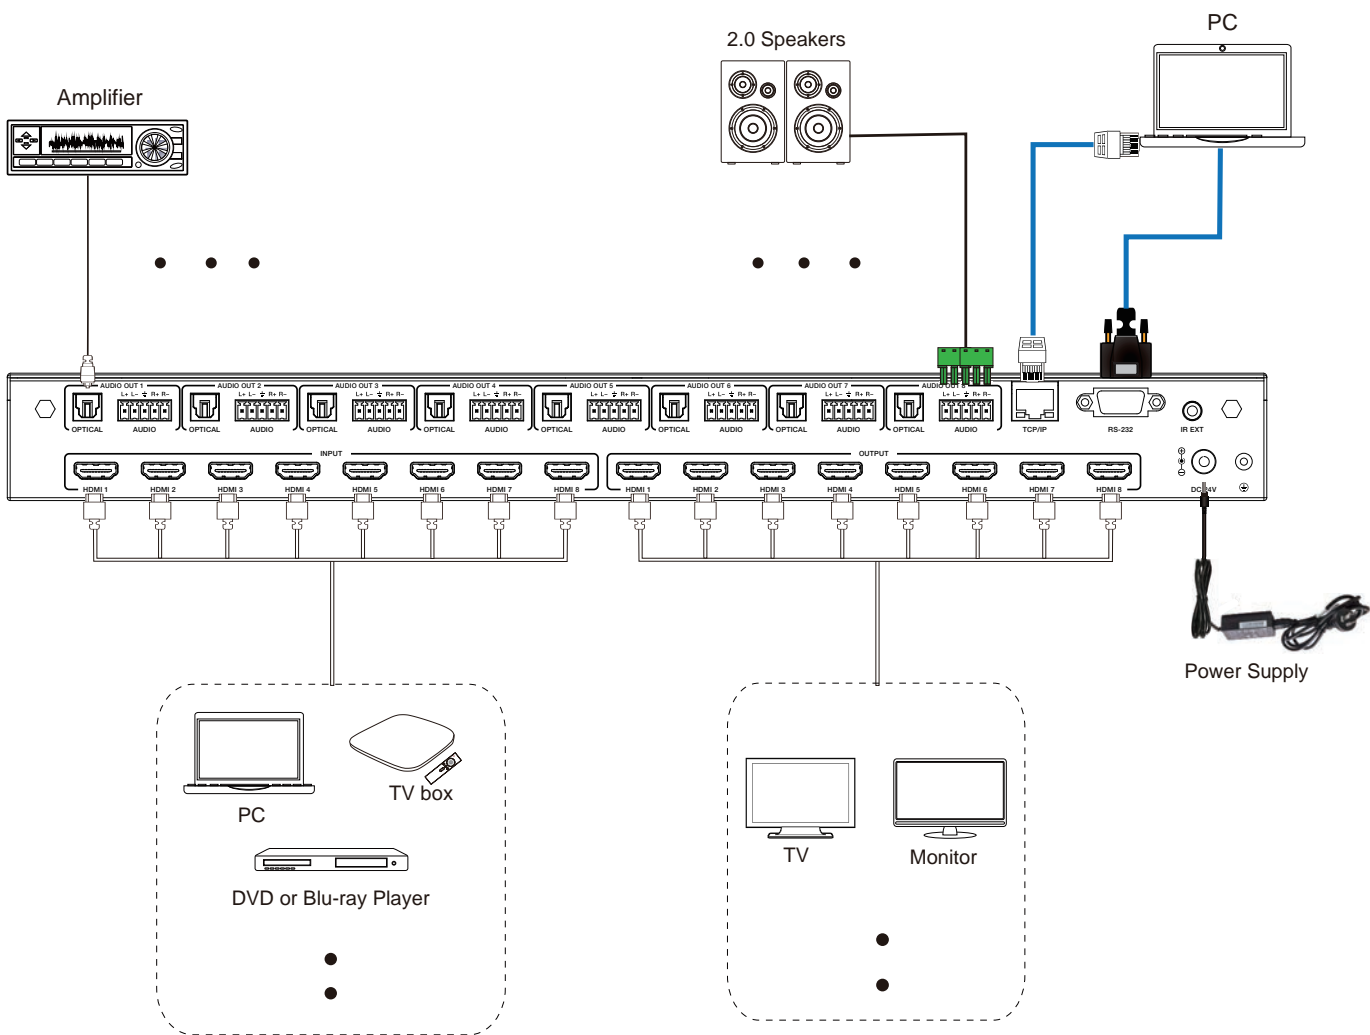 PC
2.0 Speakers
Amplifier
AUDIO OUT 1 AUDIO OUT 2 AUDIO OUT 3 AUDIO OUT 4 AUDIO OUT 5 AUDIO OUT 6 AUDIO OUT 7 AUDIO OUT 8
L+ L- R+ R- L+ L- R+ R- L+ L- R+ R- L+ L- R+ R- L+ L- R+ R- L+ L- R+ R- L+ L- R+ R- L+ L- R+ R-
OPTICAL AUDIO OPTICAL AUDIO OPTICAL AUDIO OPTICAL AUDIO OPTICAL AUDIO OPTICAL AUDIO OPTICAL AUDIO OPTICAL AUDIO TCP/IP RS-232 IR EXT
INPUT OUTPUT
HDMI 1 HDMI 2 HDMI 3 HDMI 4 HDMI 5 HDMI 6 HDMI 7 HDMI 8 HDMI 1 HDMI 2 HDMI 3 HDMI 4 HDMI 5 HDMI 6 HDMI 7 HDMI 8 DC 24V
Power Supply
TV box
PC
TV
Monitor
DVD or Blu-ray Player